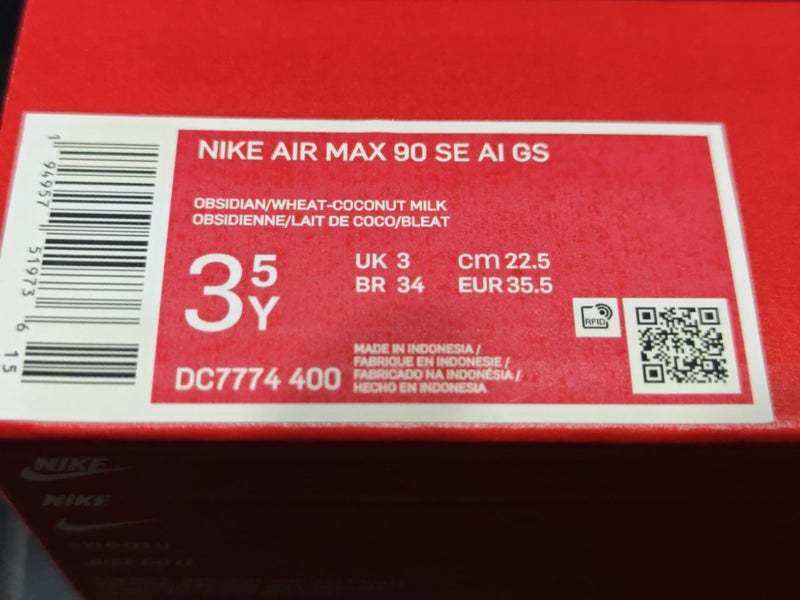 NIKE AIR MAX 90 SE AI GS
OBSIDIAN/WHEAT-COCONUT MILK
OBSIDIENNE/LAIT DE COCO/BLEAT
3 5 Y
UK 3 cm 22.5
BR 34 EUR 35.5
RFID
DC7774 400
MADE IN INDONESIA /
FABRIQUE EN INDONESIE /
FABRICADO NA INDONÉSIA /
HECHO EN INDONESIA
1 94957 51973 6 15
NIKE
NIKE